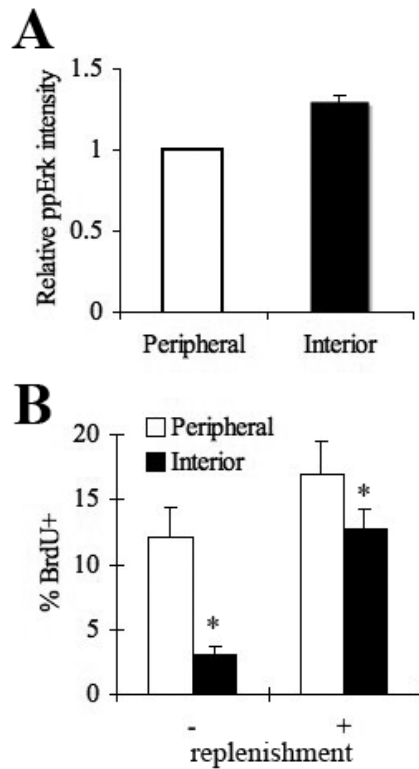 A
Relative ppErk intensity
1.5
1
0.5
0
Peripheral Interior
B
% BrdU+
20
15
10
5
0
Peripheral
Interior
*
*
- +
replenishment